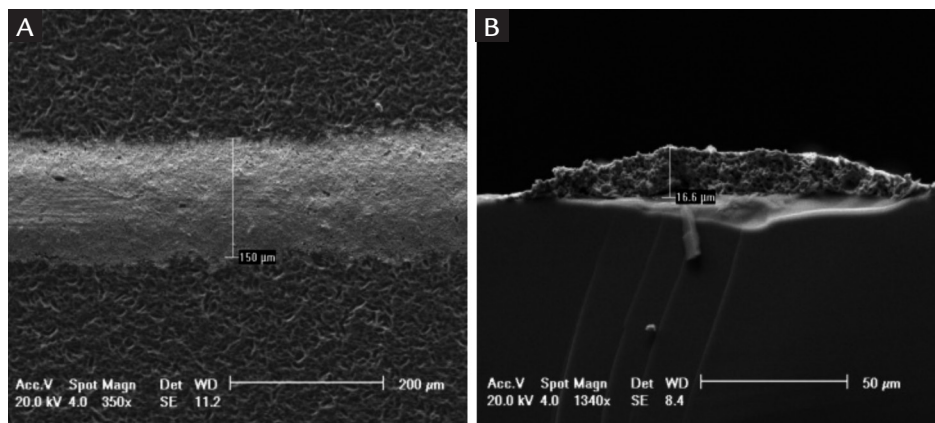 A
150 µm
Acc.V Spot Magn Det WD 200 µm
20.0 kV 4.0 350x SE 11.2
B
16.6 µm
Acc.V Spot Magn Det WD 50 µm
20.0 kV 4.0 1340x SE 8.4